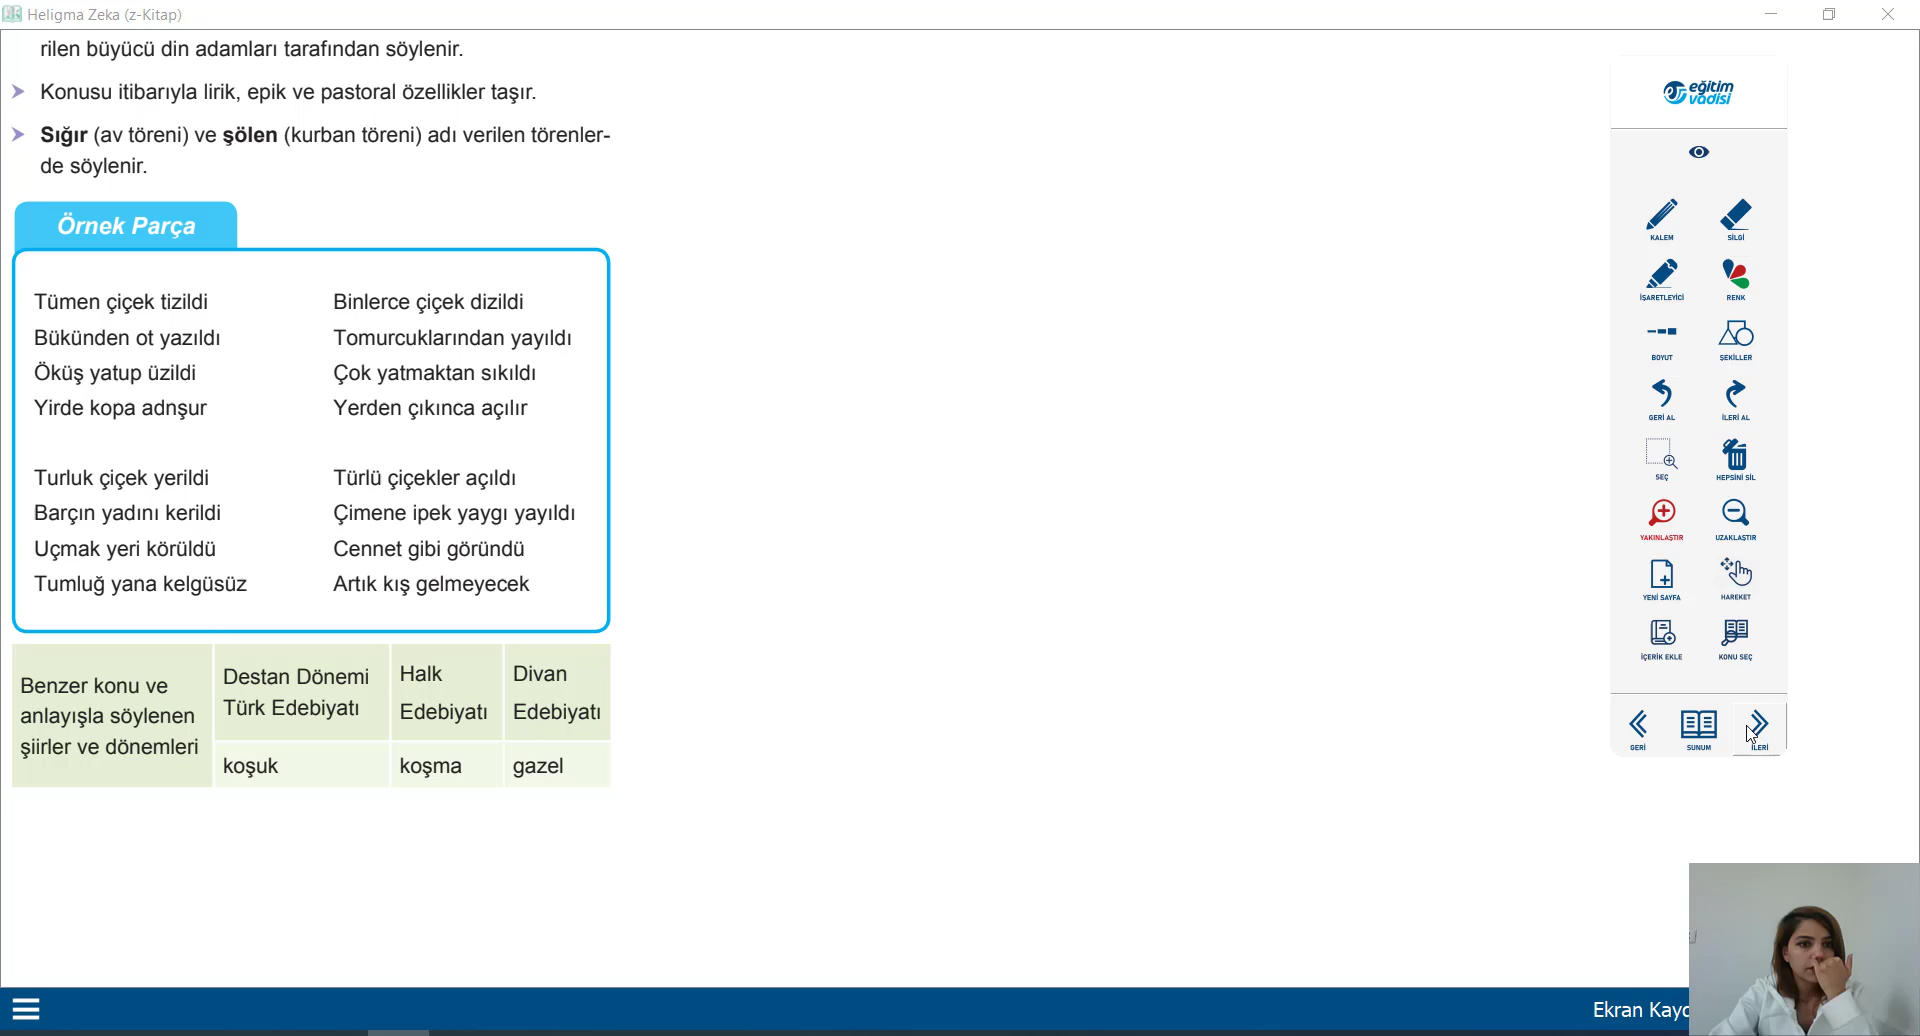 Heligma Zeka (z-Kitap)
rilen büyücü din adamları tarafından söylenir.
Konusu itibarıyla lirik, epik ve pastoral özellikler taşır.
Sığır (av töreni) ve şölen (kurban töreni) adı verilen törenler-
de söylenir.
Örnek Parça
Tümen çiçek tizildi
Bükünden ot yazıldı
Öküş yatup üzildi
Yirde kopa adnşur
Turluk çiçek yerildi
Barçın yadını kerildi
Uçmak yeri körüldü
Tumluğ yana kelgüsüz
Binlerce çiçek dizildi
Tomurcuklarından yayıldı
Çok yatmaktan sıkıldı
Yerden çıkınca açılır
Türlü çiçekler açıldı
Çimene ipek yaygı yayıldı
Cennet gibi göründü
Artık kış gelmeyecek
Benzer konu ve
anlayışla söylenen
şiirler ve dönemleri
Destan Dönemi
Türk Edebiyatı
Halk
Edebiyatı
Divan
Edebiyatı
koşuk
koşma
gazel
eğitim
vadisi
KALEM
SİLGİ
İŞARETLEYİCİ
RENK
BOYUT
ŞEKİLLER
GERİ AL
İLERİ AL
SEÇ
HEPSİNİ SİL
YAKINLAŞTIR
UZAKLAŞTIR
YENİ SAYFA
HAREKET
İÇERİK EKLE
KONU SEÇ
GERİ
SUNUM
İLERİ
Ekran